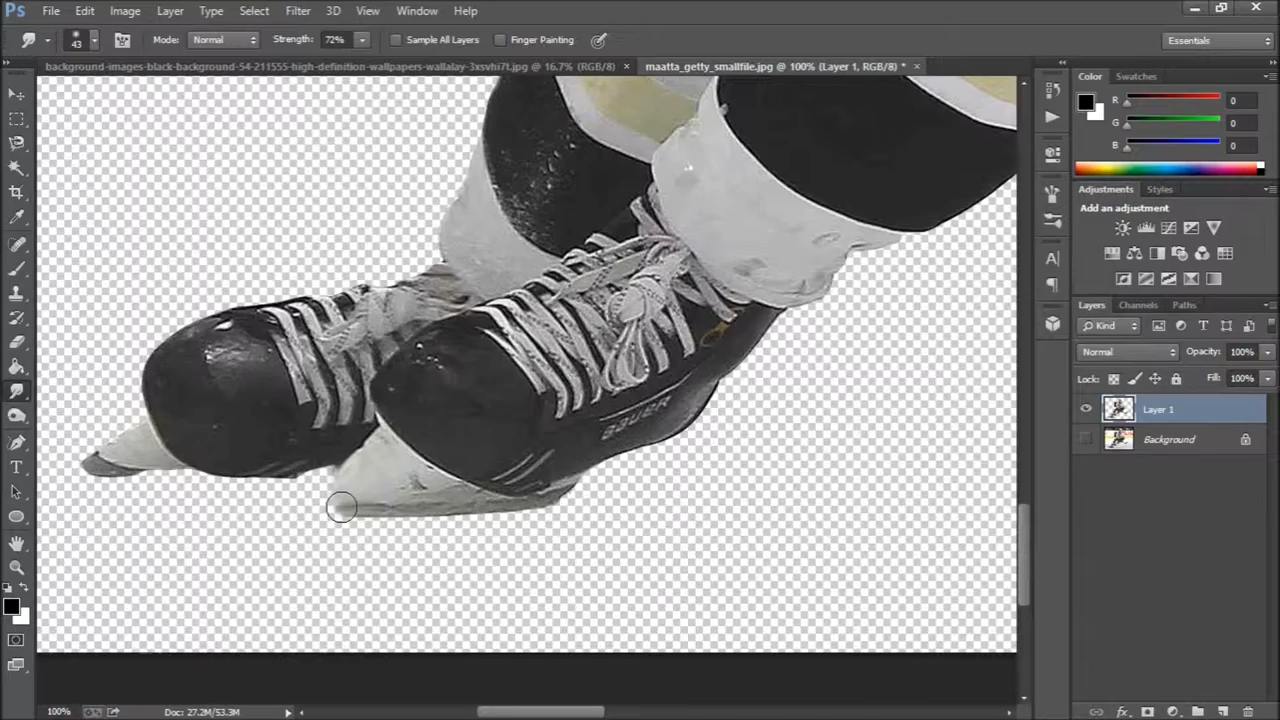 Ps File Edit Image Layer Type Select Filter 3D View Window Help
43 Mode: Normal Strength: 72% Sample All Layers Finger Painting Essentials
background-images-black-background-54-211555-high-definition-wallpapers-wallalay-3xsvhi7t.jpg @ 16.7% (RGB/8) × maatta_getty_smallfile.jpg @ 100% (Layer 1, RGB/8) * ×
Color Swatches
R 0
G 0
B 0
Adjustments Styles
Add an adjustment
Layers Channels Paths
Kind
Normal Opacity: 100%
Lock: Fill: 100%
Layer 1
Background
BAUER
100% Doc: 27.2M/53.3M